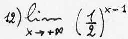 12) lim x→+∞ (1/2)^x-1